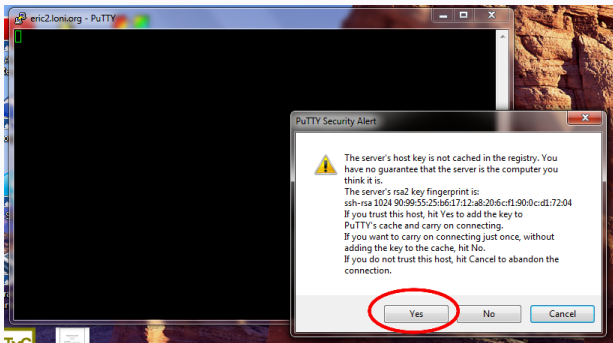 eric2.loni.org - PuTTY
PuTTY Security Alert
The server's host key is not cached in the registry. You
have no guarantee that the server is the computer you
think it is.
The server's rsa2 key fingerprint is:
ssh-rsa 1024 90:99:55:25:b6:17:12:a8:20:6c:f1:90:0c:d1:72:04
If you trust this host, hit Yes to add the key to
PuTTY's cache and carry on connecting.
If you want to carry on connecting just once, without
adding the key to the cache, hit No.
If you do not trust this host, hit Cancel to abandon the
connection.
Yes No Cancel